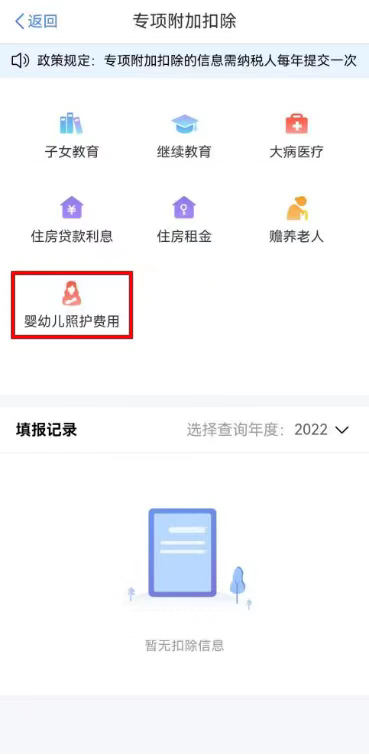 返回
专项附加扣除
政策规定：专项附加扣除的信息需纳税人每年提交一次
子女教育
继续教育
大病医疗
住房贷款利息
住房租金
赡养老人
婴幼儿照护费用
填报记录
选择查询年度：2022
暂无扣除信息